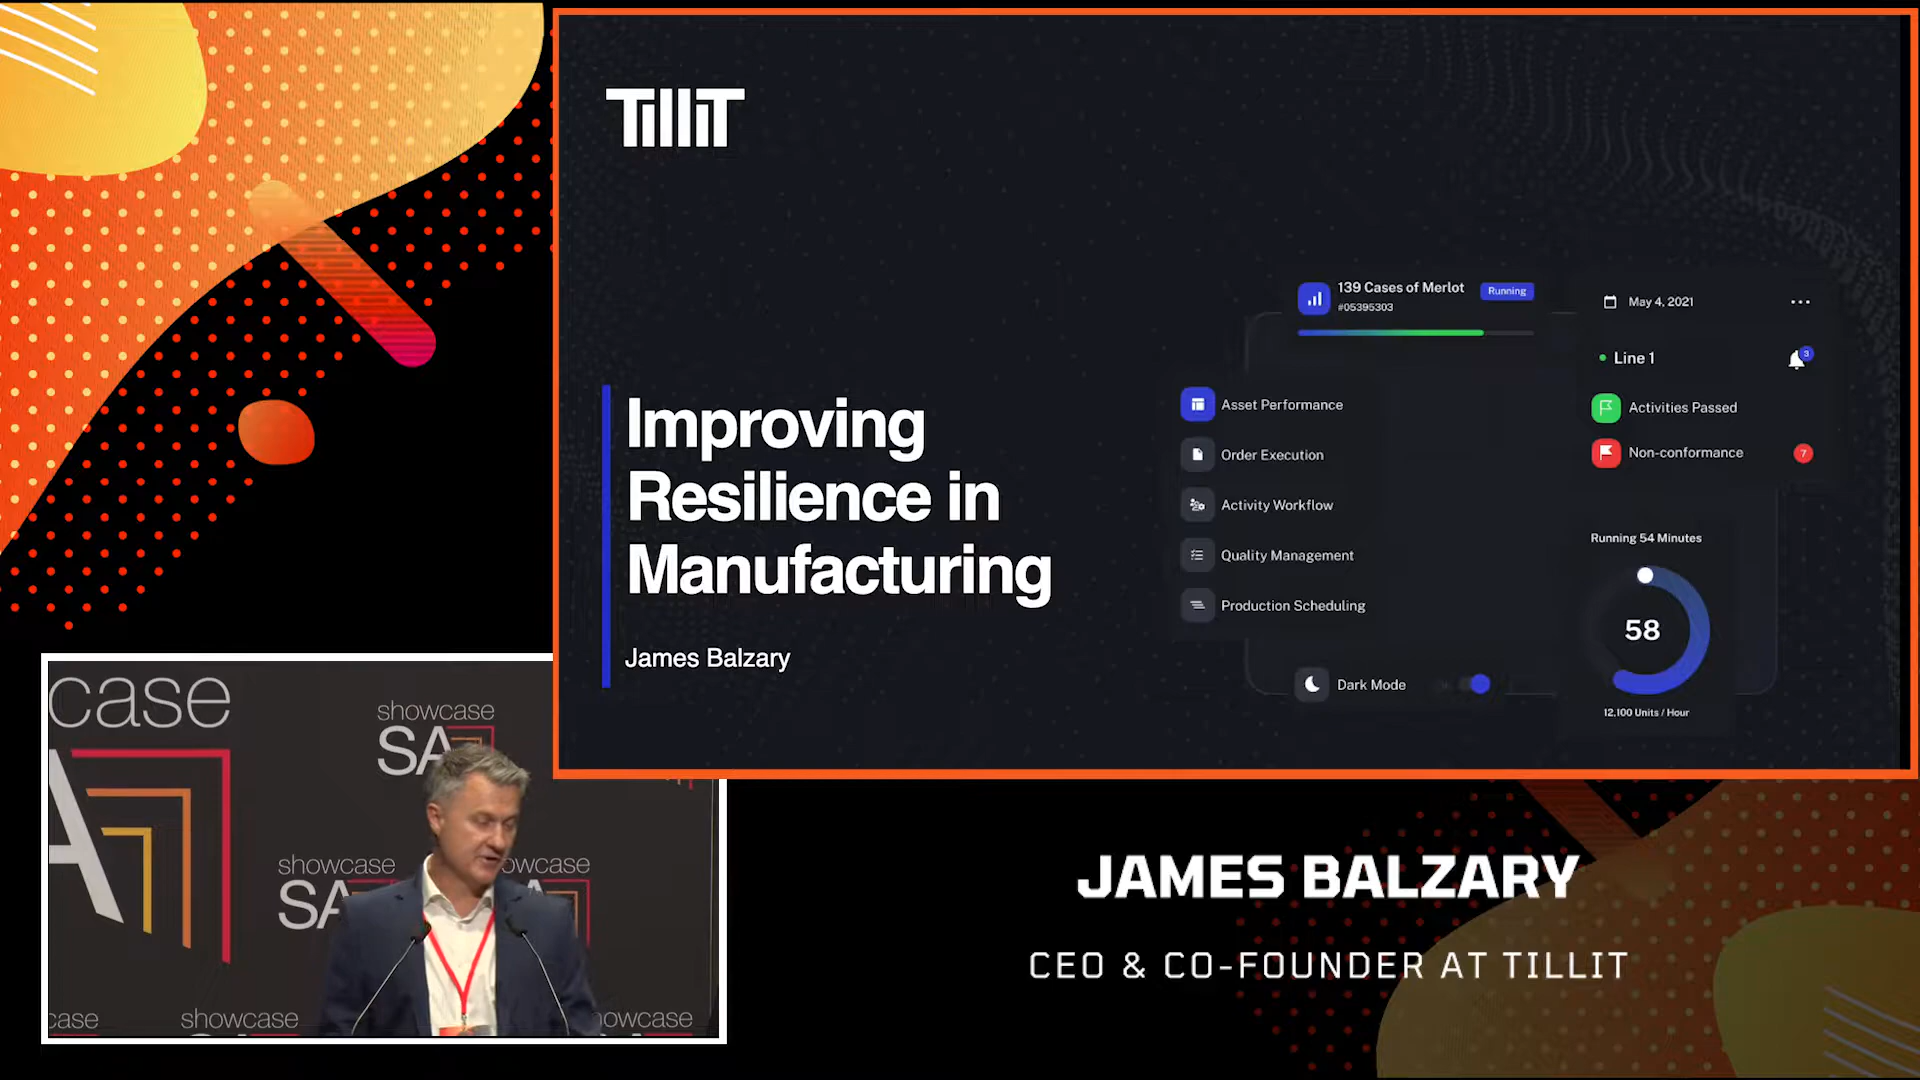 TilliT
Improving
Resilience in
Manufacturing
James Balzary
139 Cases of Merlot
Running
#05395303
Asset Performance
Order Execution
Activity Workflow
Quality Management
Production Scheduling
Dark Mode
May 4, 2021
Line 1
3
Activities Passed
Non-conformance
7
Running 54 Minutes
58
12,100 Units / Hour
case
A
showcase
SA
showcase
SA
owcase
A
case
showcase
howcase
JAMES BALZARY
CEO & CO-FOUNDER AT TILLIT